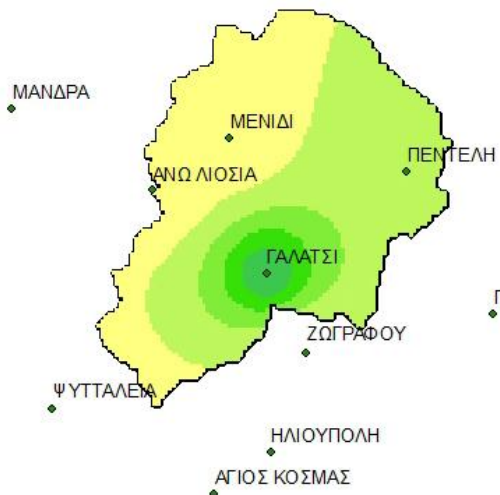 ΜΑΝΔΡΑ
ΜΕΝΙΔΙ
ΠΕΝΤΕΛΗ
ΑΝΩ ΛΙΟΣΙΑ
ΓΑΛΑΤΣΙ
ΖΩΓΡΑΦΟΥ
ΨΥΤΤΑΛΕΙΑ
ΗΛΙΟΥΠΟΛΗ
ΑΓΙΟΣ ΚΟΣΜΑΣ